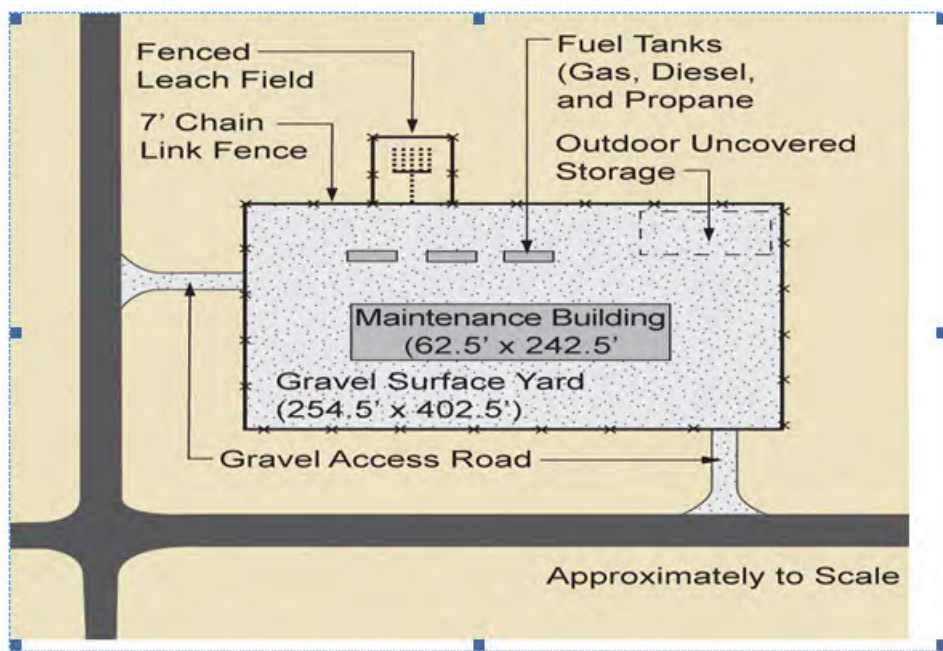 Fenced
Leach Field
Fuel Tanks
(Gas, Diesel,
and Propane
7' Chain
Link Fence
Outdoor Uncovered
Storage
Maintenance Building
(62.5' x 242.5'
Gravel Surface Yard
(254.5' x 402.5')
Gravel Access Road
Approximately to Scale